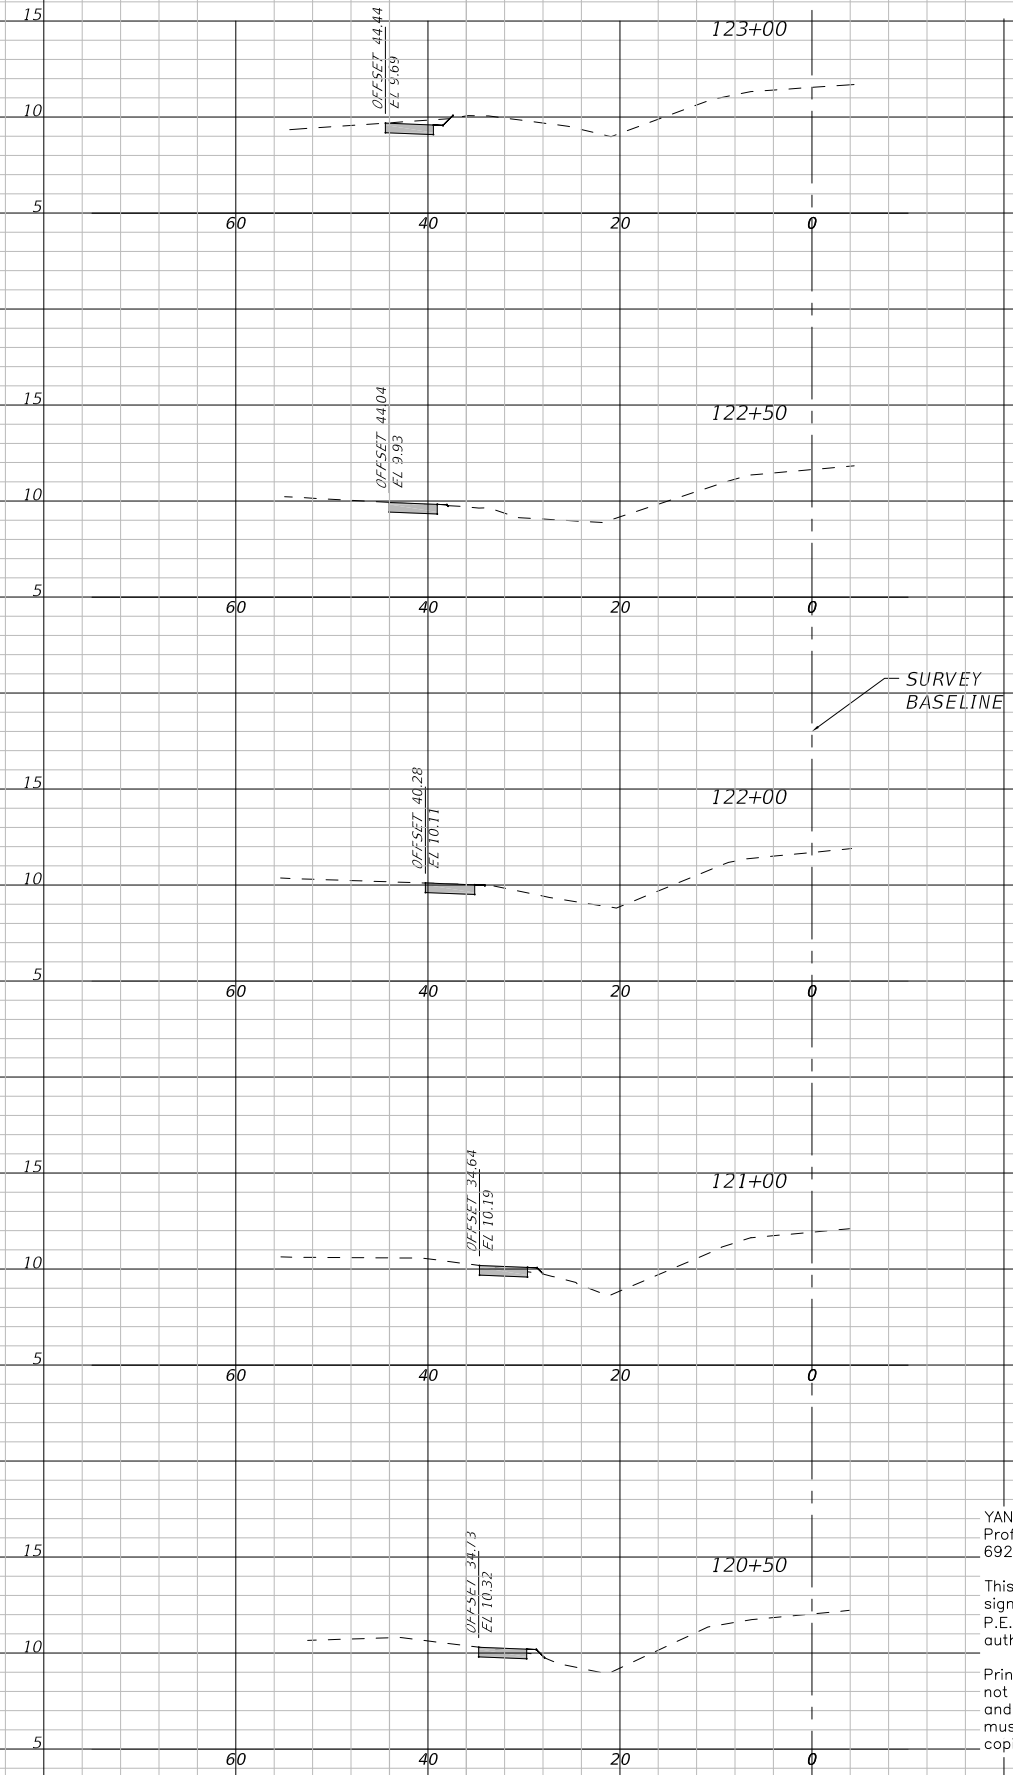 15
OFFSET 44.44
EL 9.69
123+00
10
5
60 40 20 0
15
OFFSET 44.04
EL 9.93
122+50
10
5
60 40 20 0
SURVEY
BASELINE
15
OFFSET 40.28
EL 10.11
122+00
10
5
60 40 20 0
15
OFFSET 34.64
EL 10.19
121+00
10
5
60 40 20 0
15
OFFSET 34.73
EL 10.32
120+50
10
5
60 40 20 0
YAN
Prof
692
This
sign
P.E.
auth
Prin
not
and
mus
copi